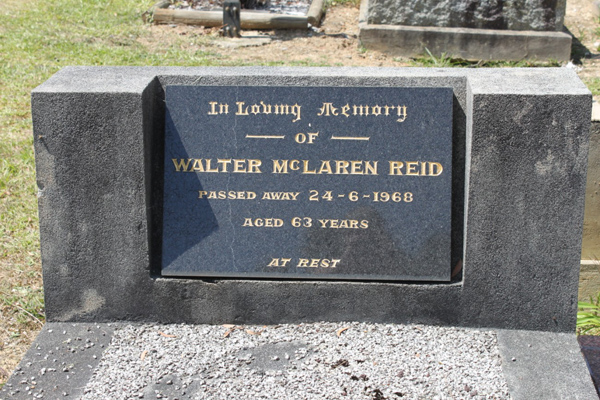 In Loving Memory
OF
WALTER McLAREN REID
PASSED AWAY 24-6-1968
AGED 63 YEARS
AT REST